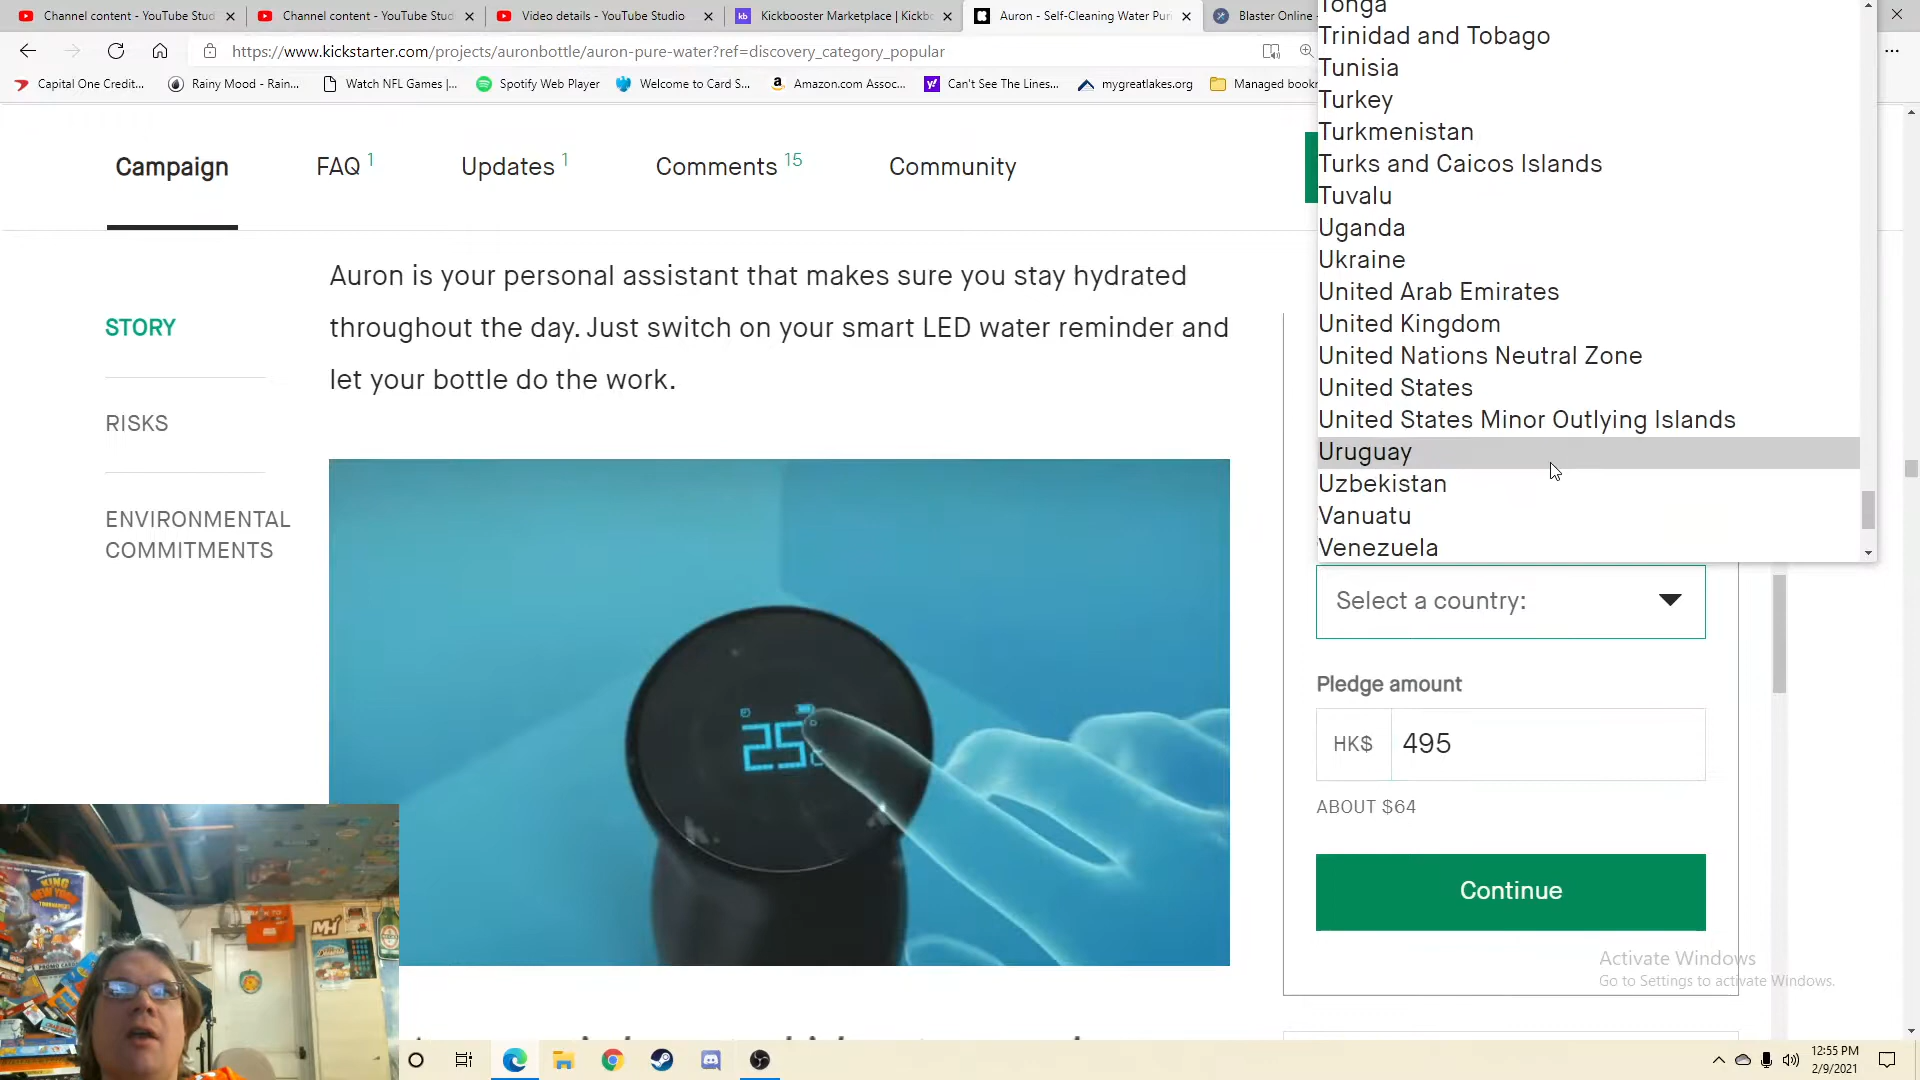 Channel content - YouTube Stud
Channel content - YouTube Stud
Video details - YouTube Studio
Kickbooster Marketplace | Kickb
Auron - Self-Cleaning Water Pur
Blaster Online -
https://www.kickstarter.com/projects/auronbottle/auron-pure-water?ref=discovery_category_popular
Capital One Credit...
Rainy Mood - Rain...
Watch NFL Games |...
Spotify Web Player
Welcome to Card S...
Amazon.com Assoc...
Can't See The Lines...
mygreatlakes.org
Managed bookr
Campaign
FAQ 1
Updates 1
Comments 15
Community
STORY
RISKS
ENVIRONMENTAL
COMMITMENTS
Auron is your personal assistant that makes sure you stay hydrated
throughout the day. Just switch on your smart LED water reminder and
let your bottle do the work.
25
Tonga
Trinidad and Tobago
Tunisia
Turkey
Turkmenistan
Turks and Caicos Islands
Tuvalu
Uganda
Ukraine
United Arab Emirates
United Kingdom
United Nations Neutral Zone
United States
United States Minor Outlying Islands
Uruguay
Uzbekistan
Vanuatu
Venezuela
Select a country:
Pledge amount
HK$ 495
ABOUT $64
Continue
Activate Windows
Go to Settings to activate Windows.
KING
NEW YORK
MH
12:55 PM
2/9/2021